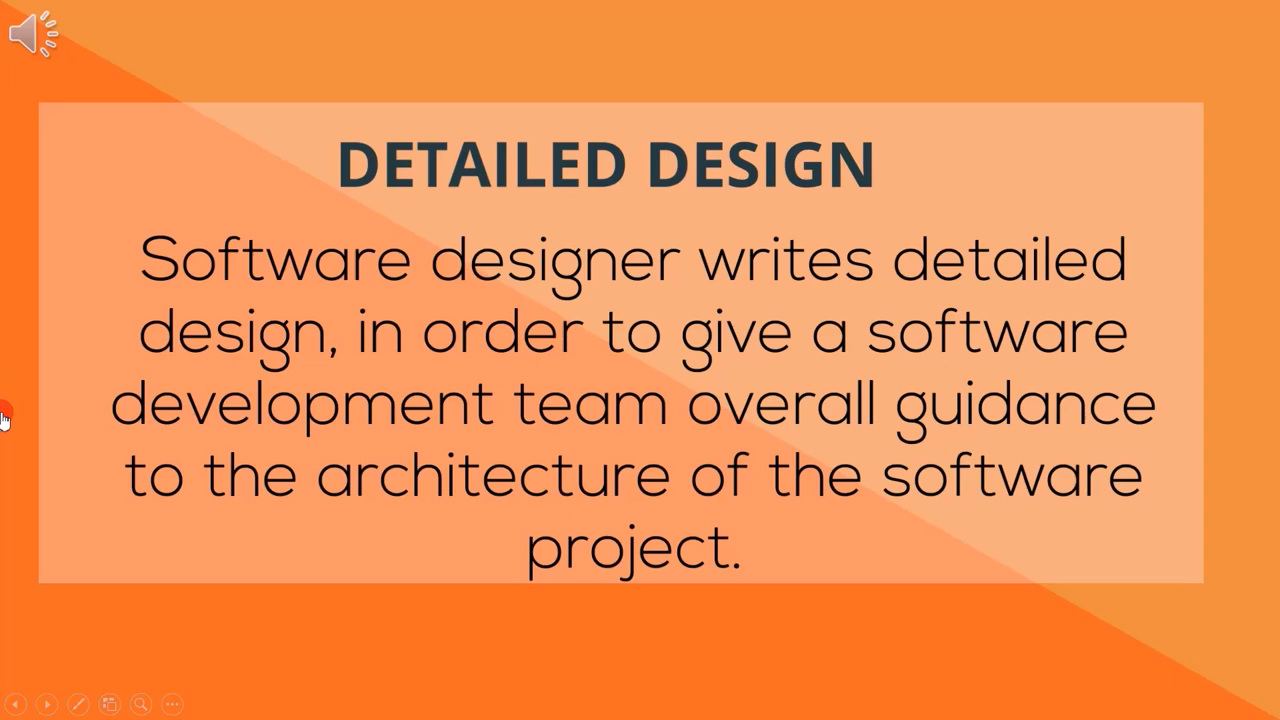 DETAILED DESIGN
Software designer writes detailed
design, in order to give a software
development team overall guidance
to the architecture of the software
project.